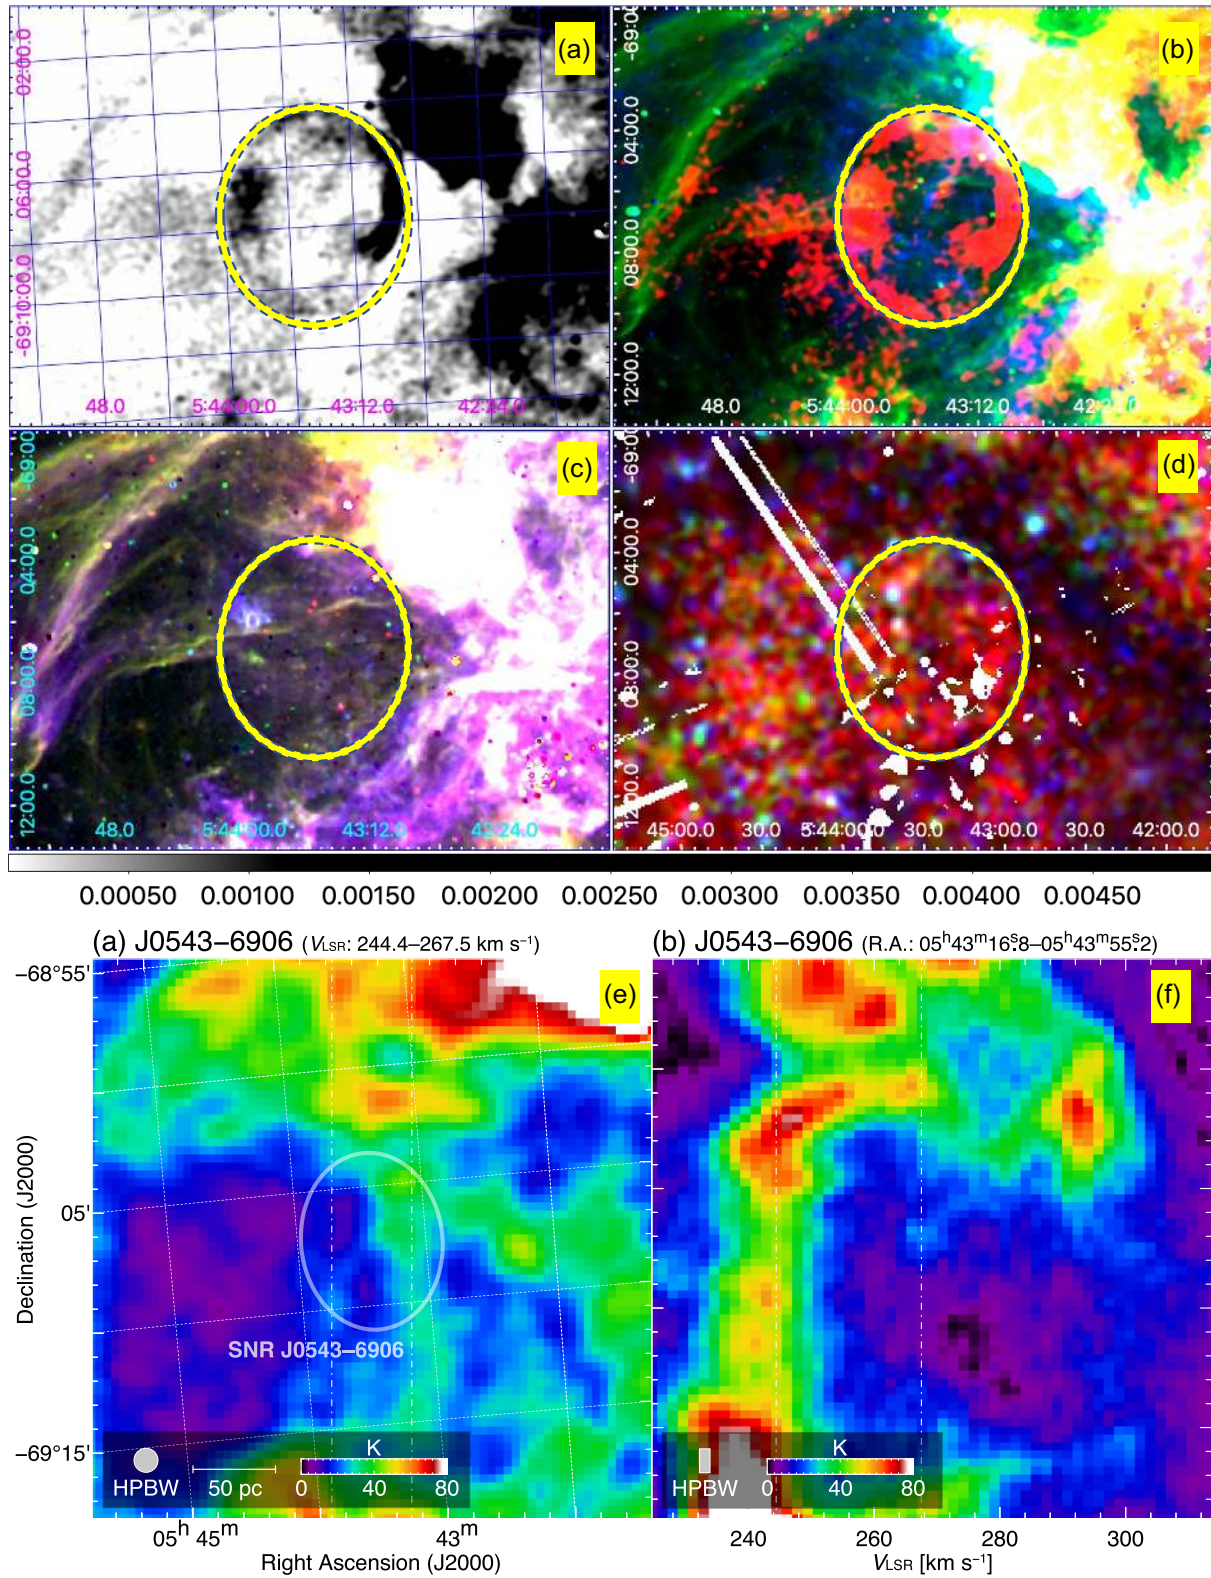 (a)
02:00.0
06:00.0
-69:10:00.0
48.0 5:44:00.0 43:12.0 42:24.0
(b)
-69:00
04:00.0
08:00.0
12:00.0
48.0 5:44:00.0 43:12.0 42:24.0
(c)
-69:00
04:00.0
08:00.0
12:00.0
48.0 5:44:00.0 43:12.0 42:24.0
(d)
-69:00
04:00.0
08:00.0
12:00.0
45:00.0 30.0 5:44:00.0 30.0 43:00.0 30.0 42:00.0
0.00050 0.00100 0.00150 0.00200 0.00250 0.00300 0.00350 0.00400 0.00450
(a) J0543−6906 (VLSR: 244.4–267.5 km s⁻¹)
(e)
−68°55'
05'
−69°15'
Declination (J2000)
SNR J0543−6906
HPBW
50 pc
K
0 40 80
05ʰ 45ᵐ 43ᵐ
Right Ascension (J2000)
(b) J0543−6906 (R.A.: 05ʰ43ᵐ16ˢ.8–05ʰ43ᵐ55ˢ.2)
(f)
HPBW
K
0 40 80
240 260 280 300
VLSR [km s⁻¹]